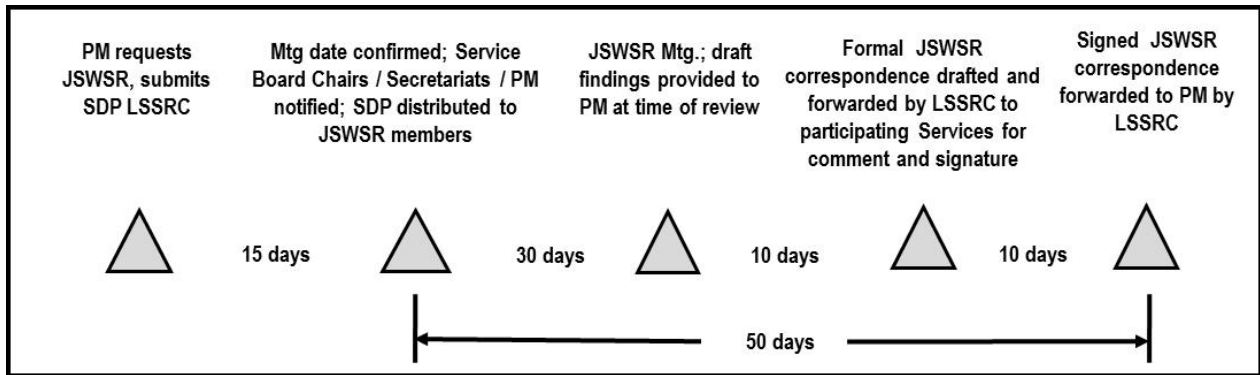 PM requests
JSWSR, submits
SDP LSSRC
Mtg date confirmed; Service
Board Chairs / Secretariats / PM
notified; SDP distributed to
JSWSR members
JSWSR Mtg.; draft
findings provided to
PM at time of review
Formal JSWSR
correspondence drafted and
forwarded by LSSRC to
participating Services for
comment and signature
Signed JSWSR
correspondence
forwarded to PM by
LSSRC
15 days
30 days
10 days
10 days
50 days